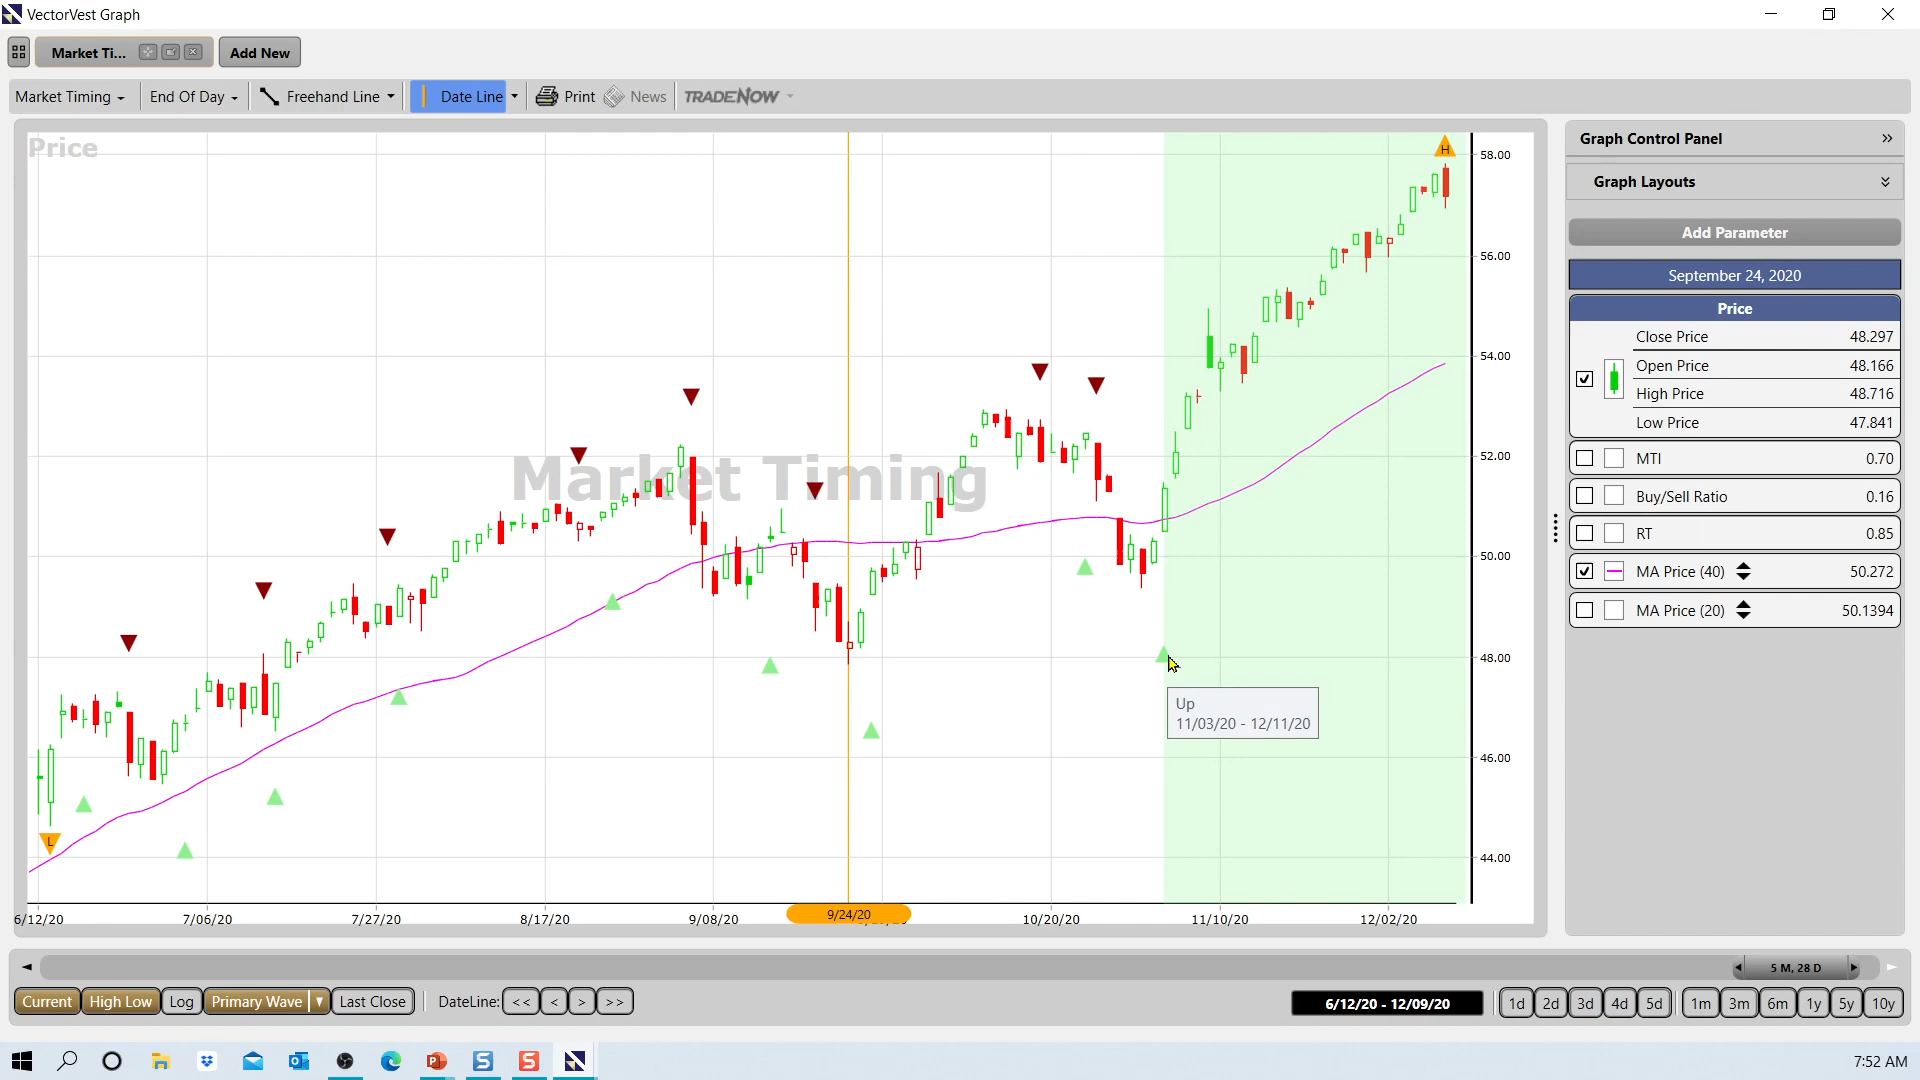 VectorVest Graph
Market Ti...
Add New
Market Timing
End Of Day
Freehand Line
Date Line
Print
News
TRADENOW
Price
Market Timing
H
L
58.00
56.00
54.00
52.00
50.00
48.00
46.00
44.00
Up
11/03/20 - 12/11/20
6/12/20
7/06/20
7/27/20
8/17/20
9/08/20
9/24/20
10/20/20
11/10/20
12/02/20
Graph Control Panel
Graph Layouts
Add Parameter
September 24, 2020
Price
Close Price 48.297
Open Price 48.166
High Price 48.716
Low Price 47.841
MTI 0.70
Buy/Sell Ratio 0.16
RT 0.85
MA Price (40) 50.272
MA Price (20) 50.1394
5 M, 28 D
Current
High Low
Log
Primary Wave
Last Close
DateLine:
<<
<
>
>>
6/12/20 - 12/09/20
1d
2d
3d
4d
5d
1m
3m
6m
1y
5y
10y
7:52 AM